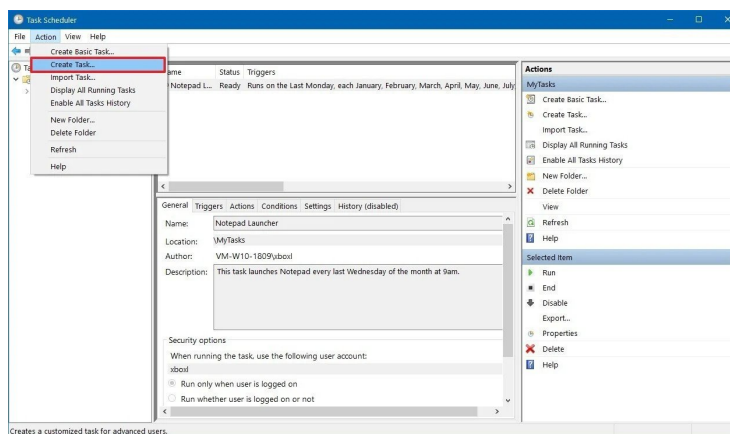 Task Scheduler
File Action View Help
Create Basic Task...
Create Task...
Import Task...
Display All Running Tasks
Enable All Tasks History
New Folder...
Delete Folder
Refresh
Help
Status Triggers
Notepad L... Ready Runs on the Last Monday, each January, February, March, April, May, June, July
General Triggers Actions Conditions Settings History (disabled)
Name: Notepad Launcher
Location: \MyTasks
Author: VM-W10-1809\xboxl
Description: This task launches Notepad every last Wednesday of the month at 9am.
Security options
When running the task, use the following user account:
xboxl
Run only when user is logged on
Run whether user is logged on or not
Actions
MyTasks
Create Basic Task...
Create Task...
Import Task...
Display All Running Tasks
Enable All Tasks History
New Folder...
Delete Folder
View
Refresh
Help
Selected Item
Run
End
Disable
Export...
Properties
Delete
Help
Creates a customized task for advanced users.